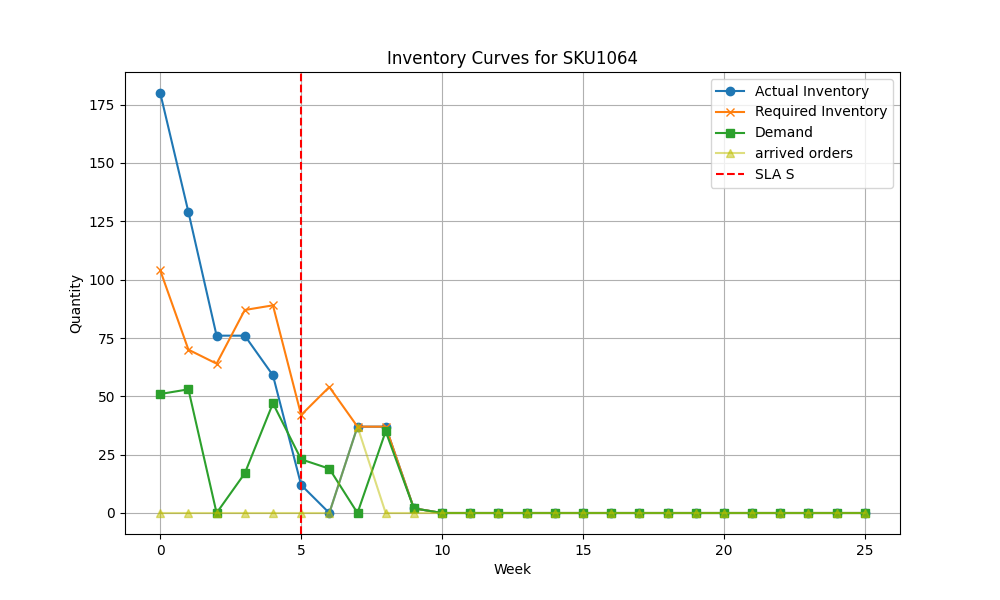 Inventory Curves for SKU1064
Actual Inventory
Required Inventory
Demand
arrived orders
SLA S
Quantity
175
150
125
100
75
50
25
0
0 5 10 15 20 25
Week